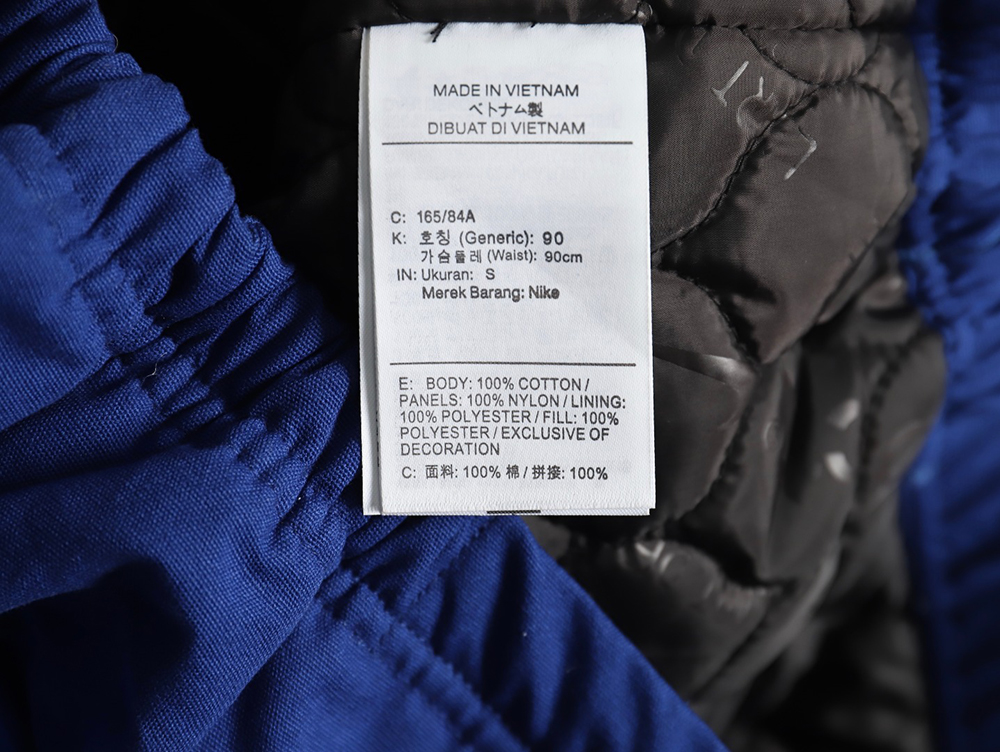 MADE IN VIETNAM
ベトナム製
DIBUAT DI VIETNAM
C: 165/84A
K: 호칭 (Generic): 90
가슴둘레 (Waist): 90cm
IN: Ukuran: S
Merek Barang: Nike
E: BODY: 100% COTTON /
PANELS: 100% NYLON / LINING:
100% POLYESTER / FILL: 100%
POLYESTER / EXCLUSIVE OF
DECORATION
C: 面料: 100% 棉 / 拼接: 100%